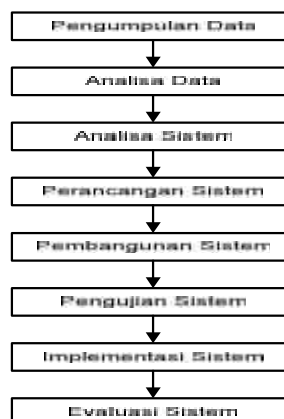 Pengumpulan Data
Analisa Data
Analisa Sistem
Perancangan Sistem
Pembangunan Sistem
Pengujian Sistem
Implementasi Sistem
Evaluasi Sistem